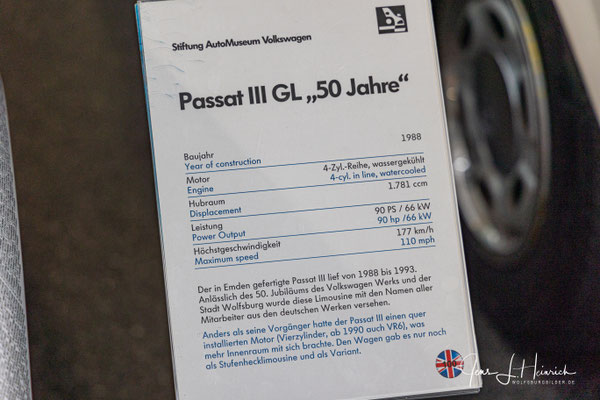 Stiftung AutoMuseum Volkswagen
Passat III GL „50 Jahre“
Baujahr 1988
Year of construction
Motor 4-Zyl.-Reihe, wassergekühlt
Engine 4-cyl. in line, watercooled
Hubraum 1.781 ccm
Displacement
Leistung 90 PS / 66 kW
Power Output 90 hp /66 kW
Höchstgeschwindigkeit 177 km/h
Maximum speed 110 mph
Der in Emden gefertigte Passat III lief von 1988 bis 1993.
Anlässlich des 50. Jubiläums des Volkswagen Werks und der
Stadt Wolfsburg wurde diese Limousine mit den Namen aller
Mitarbeiter aus den deutschen Werken versehen.
Anders als seine Vorgänger hatte der Passat III einen quer
installierten Motor (Vierzylinder, ab 1990 auch VR6), was
mehr Innenraum mit sich brachte. Den Wagen gab es nur noch
als Stufenhecklimousine und als Variant.
Jens L. Heinrich
WOLFSBURGBILDER.DE